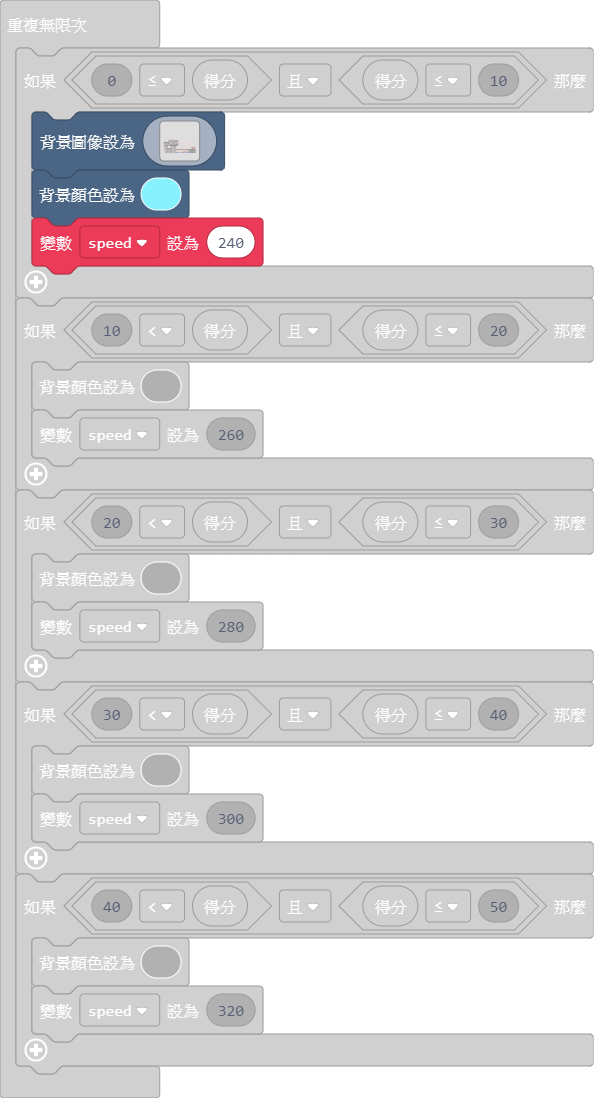 重複無限次
如果 0 ≤ 得分 且 得分 ≤ 10 那麼
背景圖像設為
背景顏色設為
變數 speed 設為 240
如果 10 < 得分 且 得分 ≤ 20 那麼
背景顏色設為
變數 speed 設為 260
如果 20 < 得分 且 得分 ≤ 30 那麼
背景顏色設為
變數 speed 設為 280
如果 30 < 得分 且 得分 ≤ 40 那麼
背景顏色設為
變數 speed 設為 300
如果 40 < 得分 且 得分 ≤ 50 那麼
背景顏色設為
變數 speed 設為 320